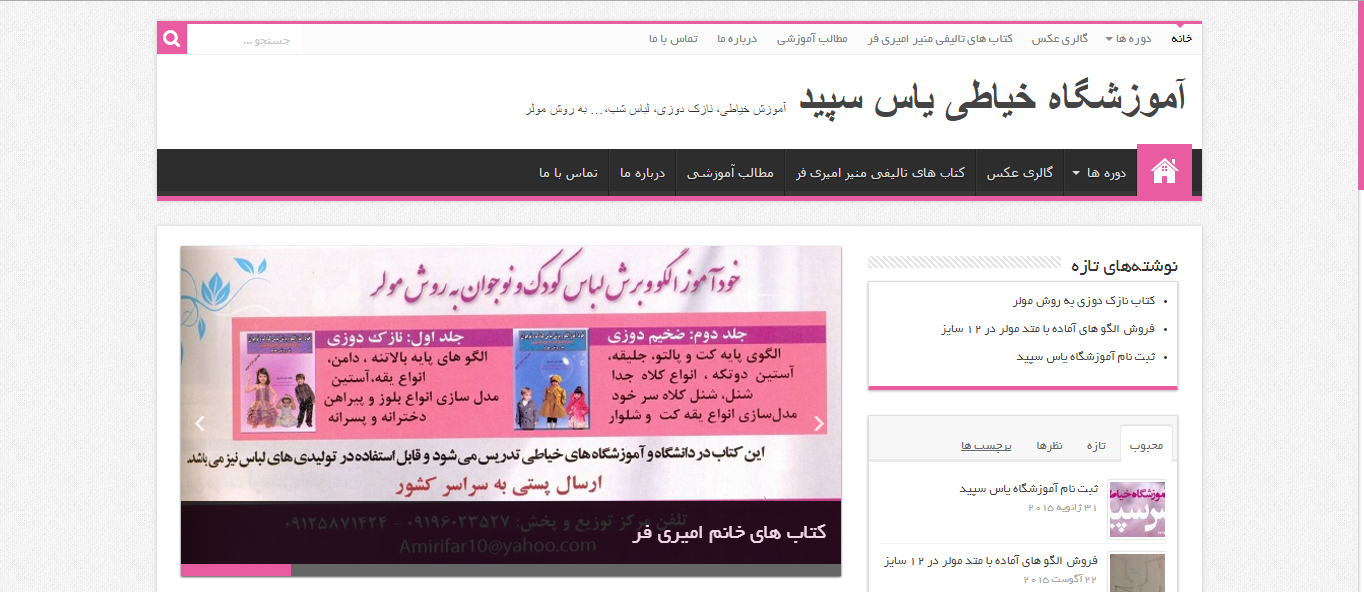 خانه
دوره ها
گالری عکس
کتاب های تالیفی منیر امیری فر
مطالب آموزشی
درباره ما
تماس با ما
جستجو ...
آموزشگاه خیاطی یاس سپید
آموزش خیاطی، نازک دوزی، لباس شب،… به روش مولر
دوره ها
گالری عکس
کتاب های تالیفی منیر امیری فر
مطالب آموزشی
درباره ما
تماس با ما
نوشته‌های تازه
کتاب نازک دوزی به روش مولر
فروش الگو های آماده با متد مولر در ۱۲ سایز
ثبت نام آموزشگاه یاس سپید
محبوب
تازه
نظرها
برچسب ها
ثبت نام آموزشگاه یاس سپید
۳۱ ژانویه ۲۰۱۵
فروش الگو های آماده با متد مولر در ۱۲ سایز
۲۲ آگوست ۲۰۱۵
خودآموز الگو و برش لباس کودک و نوجوان به روش مولر
جلد دوم: ضخیم دوزی
الگوی پایه کت و پالتو، جلیقه،
آستین دوتکه ، انواع کلاه جدا
شنل، شنل کلاه سر خود
مدل‌سازی انواع یقه کت و شلوار
جلد اول: نازک دوزی
الگو های پایه بالاتنه ، دامن،
انواع یقه،آستین
مدل سازی انواع بلوز و پیراهن
دخترانه و پسرانه
این کتاب در دانشگاه و آموزشگاه های خیاطی تدریس می شود و قابل استفاده در تولیدی های لباس نیز می باشد.
ارسال پستی به سراسر کشور
تلفن مرکز توزیع و پخش: ۰۹۱۹۶۰۲۳۵۲۷ - ۰۹۱۲۵۸۷۱۴۲۴
Amirifar10@yahoo.com
کتاب های خانم امیری فر